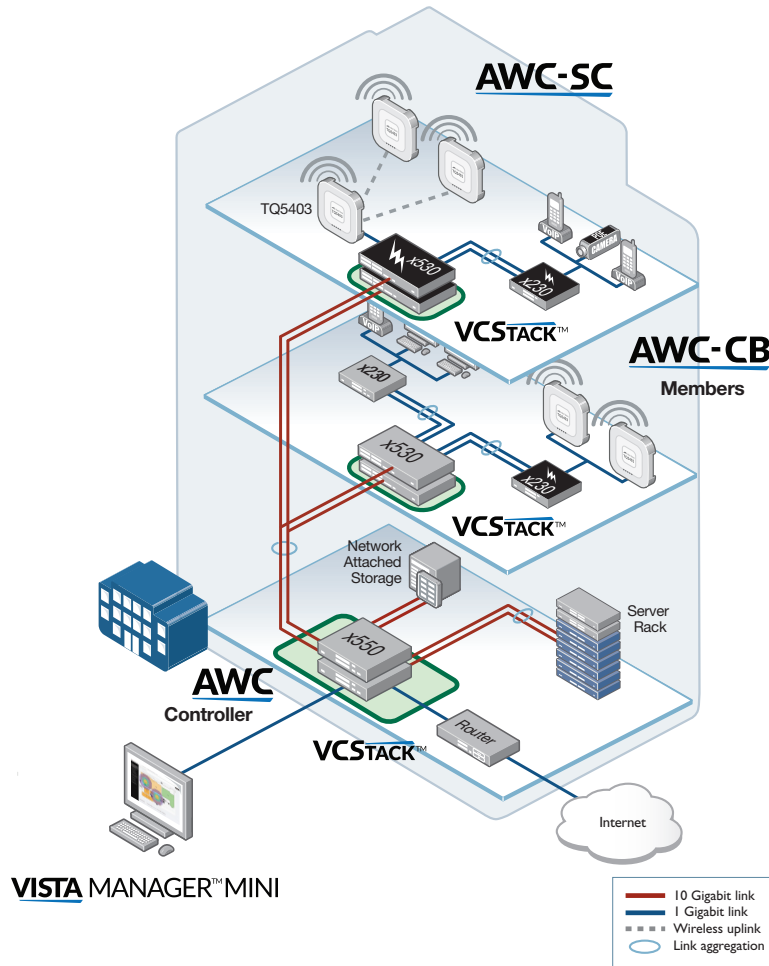 AWC-SC
TQ5403
x530
x230
VoIP
POE
CAMERA
VoIP
VCSTACK™
VoIP
x230
AWC-CB
Members
x530
x230
VCSTACK™
Network
Attached
Storage
Server
Rack
x550
AWC
Controller
VCSTACK™
Router
Internet
VISTA MANAGER™ MINI
10 Gigabit link
1 Gigabit link
Wireless uplink
Link aggregation